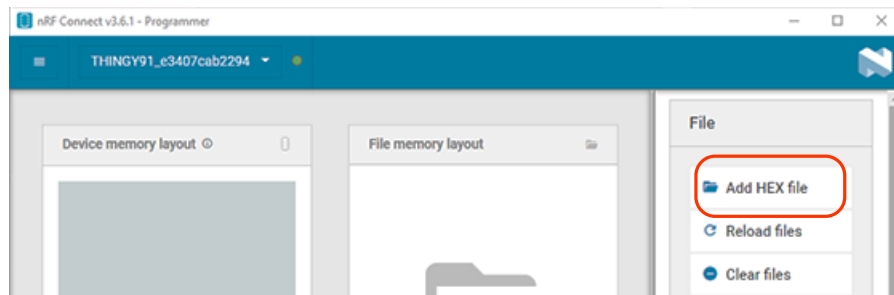 nRF Connect v3.6.1 - Programmer
THINGY91_e3407cab2294
Device memory layout
File memory layout
File
Add HEX file
Reload files
Clear files